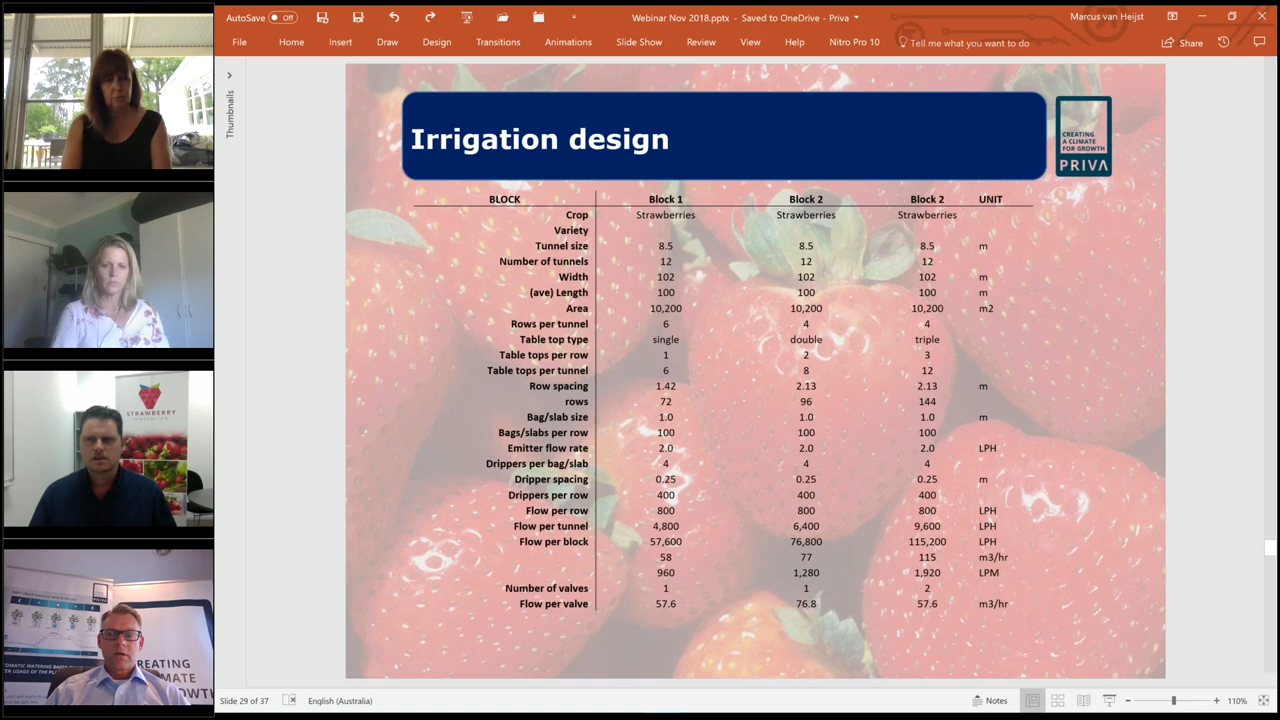 AutoSave Off
Webinar Nov 2018.pptx - Saved to OneDrive - Priva
Marcus van Heijst
File Home Insert Draw Design Transitions Animations Slide Show Review View Help Nitro Pro 10 Tell me what you want to do Share
Thumbnails
Irrigation design
CREATING
A CLIMATE
FOR GROWTH
PRIVA
BLOCK Block 1 Block 2 Block 2 UNIT
Crop Strawberries Strawberries Strawberries
Variety
Tunnel size 8.5 8.5 8.5 m
Number of tunnels 12 12 12
Width 102 102 102 m
(ave) Length 100 100 100 m
Area 10,200 10,200 10,200 m2
Rows per tunnel 6 4 4
Table top type single double triple
Table tops per row 1 2 3
Table tops per tunnel 6 8 12
Row spacing 1.42 2.13 2.13 m
rows 72 96 144
Bag/slab size 1.0 1.0 1.0 m
Bags/slabs per row 100 100 100
Emitter flow rate 2.0 2.0 2.0 LPH
Drippers per bag/slab 4 4 4
Dripper spacing 0.25 0.25 0.25 m
Drippers per row 400 400 400
Flow per row 800 800 800 LPH
Flow per tunnel 4,800 6,400 9,600 LPH
Flow per block 57,600 76,800 115,200 LPH
58 77 115 m3/hr
960 1,280 1,920 LPM
Number of valves 1 1 2
Flow per valve 57.6 76.8 57.6 m3/hr
STRAWBERRY
REATING
LIMATE
Slide 29 of 37 English (Australia) Notes 110%